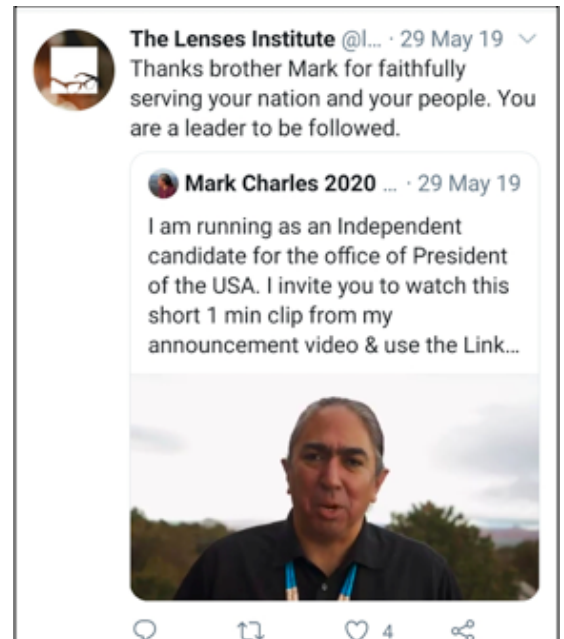 The Lenses Institute @l... · 29 May 19
Thanks brother Mark for faithfully
serving your nation and your people. You
are a leader to be followed.
Mark Charles 2020 ... · 29 May 19
I am running as an Independent
candidate for the office of President
of the USA. I invite you to watch this
short 1 min clip from my
announcement video & use the Link...
4